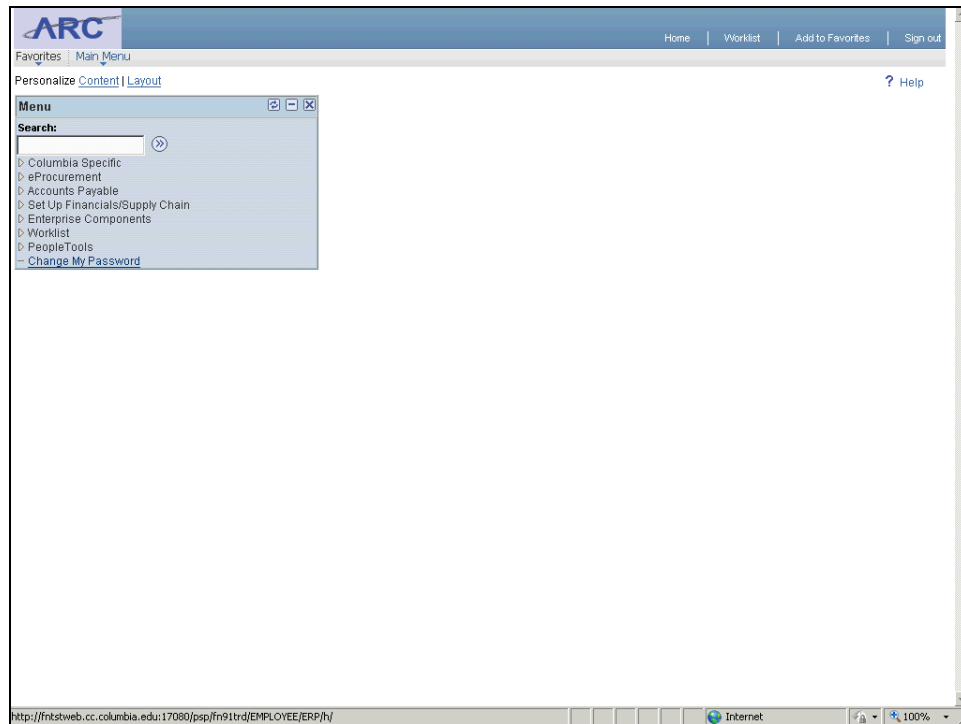 ARC
Home | Worklist | Add to Favorites | Sign out
Favorites Main Menu
Personalize Content | Layout
? Help
Menu
Search:
Columbia Specific
eProcurement
Accounts Payable
Set Up Financials/Supply Chain
Enterprise Components
Worklist
PeopleTools
Change My Password
http://fntstweb.cc.columbia.edu:17080/psp/fn91trd/EMPLOYEE/ERP/h/ Internet 100%